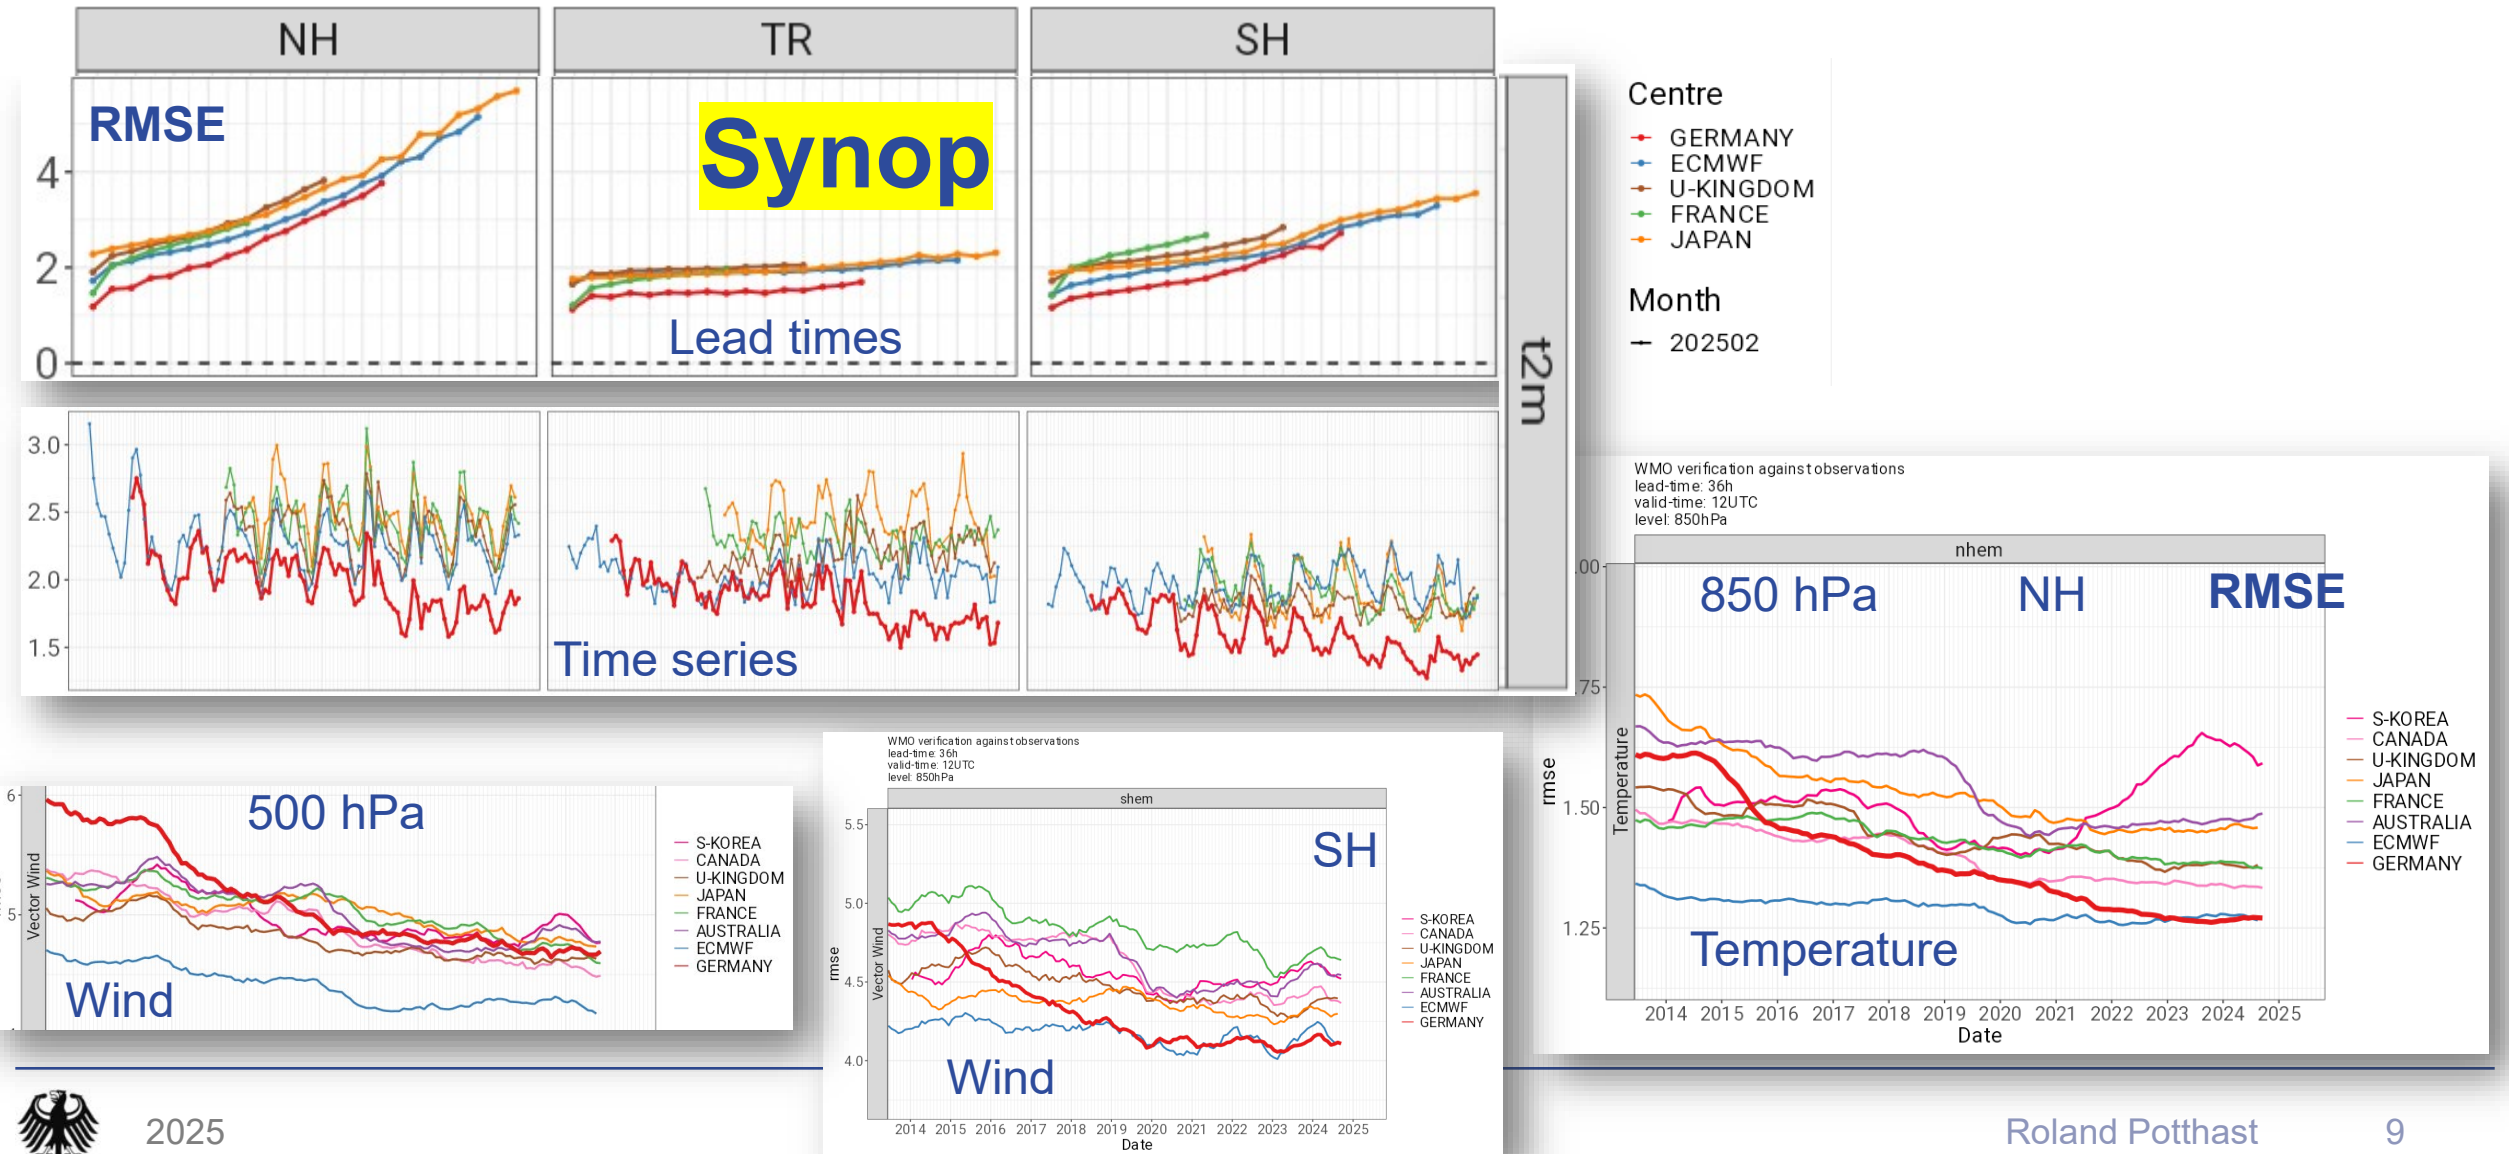 NH
TR
SH
RMSE
Synop
Lead times
4
2
0
t2m
Centre
GERMANY
ECMWF
U-KINGDOM
FRANCE
JAPAN
Month
202502
3.0
2.5
2.0
1.5
Time series
WMO verification against observations
lead-time: 36h
valid-time: 12UTC
level: 850hPa
nhem
850 hPa
NH
RMSE
.00
.75
1.50
1.25
rmse
Temperature
Temperature
2014 2015 2016 2017 2018 2019 2020 2021 2022 2023 2024 2025
Date
S-KOREA
CANADA
U-KINGDOM
JAPAN
FRANCE
AUSTRALIA
ECMWF
GERMANY
6
5
Vector Wind
500 hPa
Wind
S-KOREA
CANADA
U-KINGDOM
JAPAN
FRANCE
AUSTRALIA
ECMWF
GERMANY
WMO verification against observations
lead-time: 36h
valid-time: 12UTC
level: 850hPa
shem
SH
5.5
5.0
4.5
4.0
rmse
Vector Wind
Wind
2014 2015 2016 2017 2018 2019 2020 2021 2022 2023 2024 2025
Date
S-KOREA
CANADA
U-KINGDOM
JAPAN
FRANCE
AUSTRALIA
ECMWF
GERMANY
2025
Roland Potthast
9